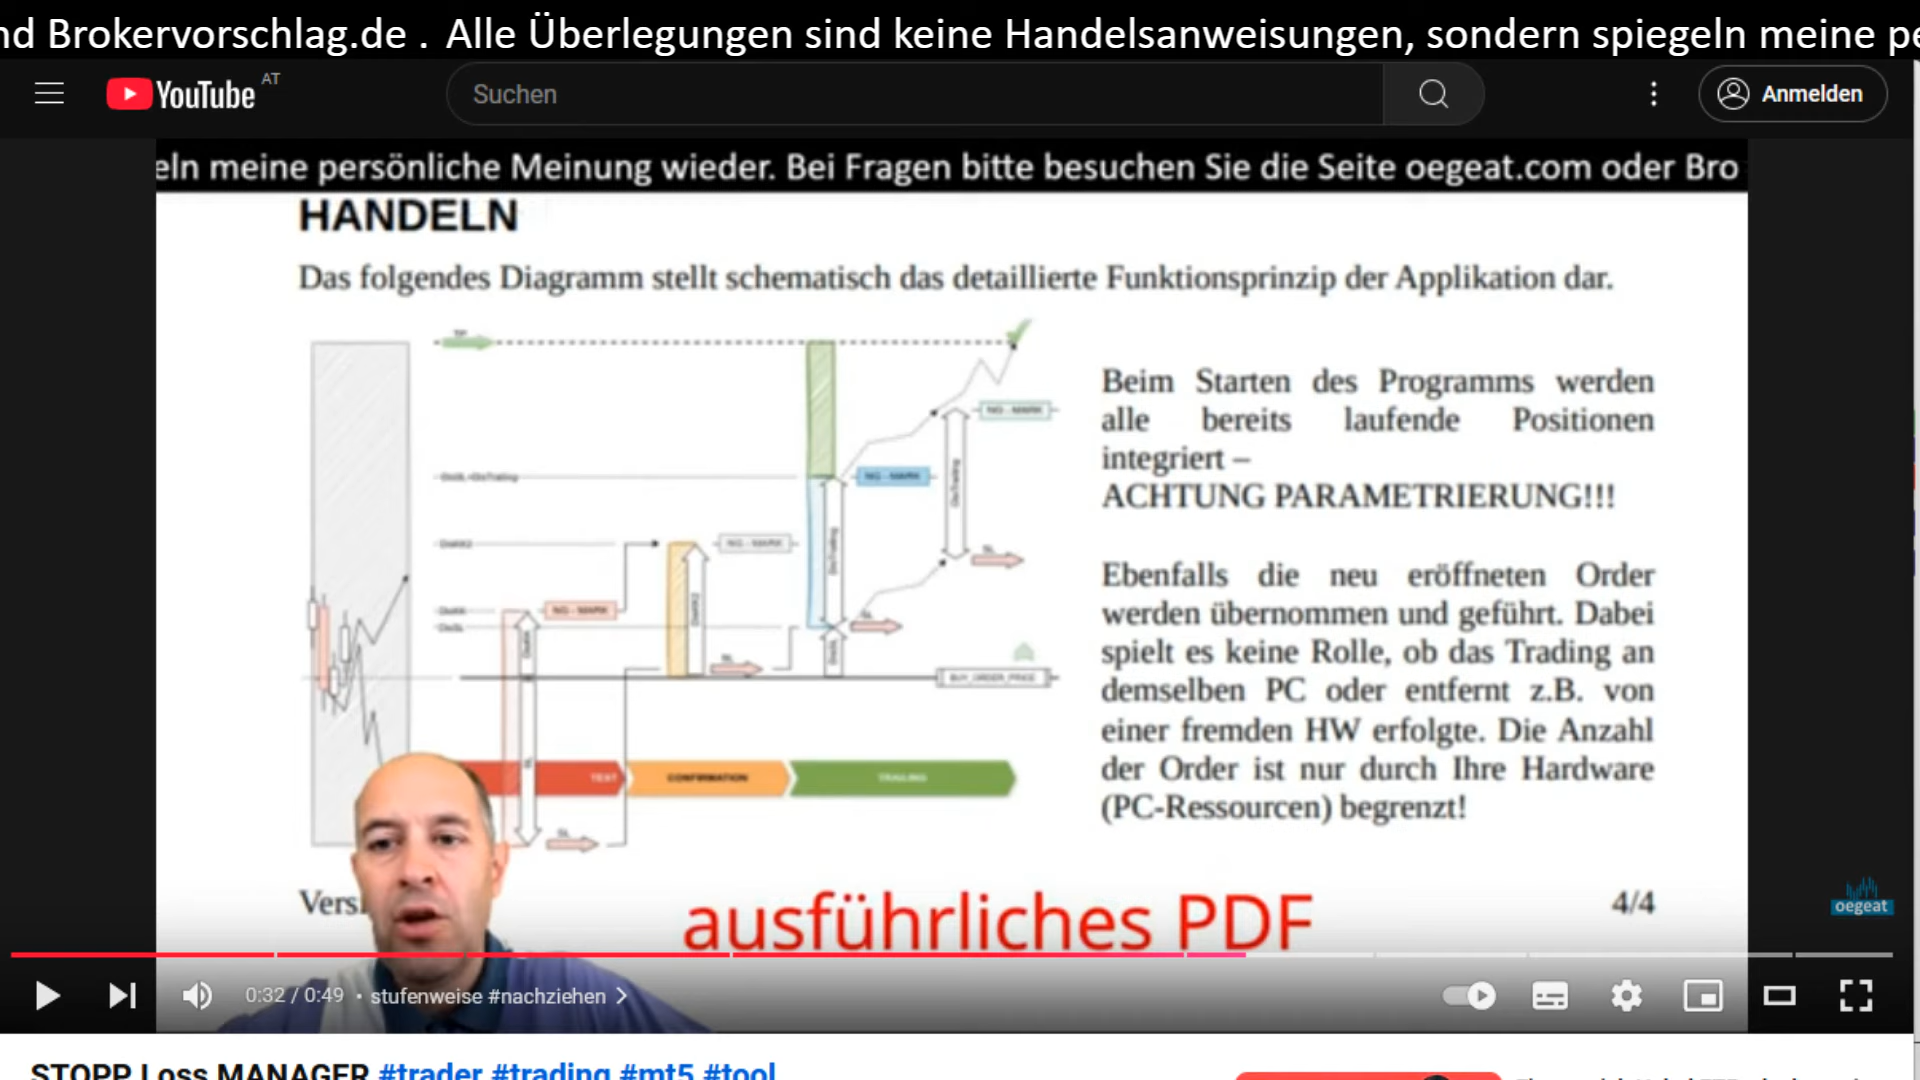 nd Brokervorschlag.de . Alle Überlegungen sind keine Handelsanweisungen, sondern spiegeln meine pe
YouTube AT
Suchen
Anmelden
eln meine persönliche Meinung wieder. Bei Fragen bitte besuchen Sie die Seite oegeat.com oder Bro
HANDELN
Das folgendes Diagramm stellt schematisch das detaillierte Funktionsprinzip der Applikation dar.
Beim Starten des Programms werden
alle bereits laufende Positionen
integriert –
ACHTUNG PARAMETRIERUNG!!!
Ebenfalls die neu eröffneten Order
werden übernommen und geführt. Dabei
spielt es keine Rolle, ob das Trading an
demselben PC oder entfernt z.B. von
einer fremden HW erfolgte. Die Anzahl
der Order ist nur durch Ihre Hardware
(PC-Ressourcen) begrenzt!
BUY_ORDER_PRICE
TEST
CONFIRMATION
TRAILING
SL
Vers
ausführliches PDF
4/4
oegeat
0:32 / 0:49 • stufenweise #nachziehen
STOPP Loss MANAGER #trader #trading #mt5 #tool